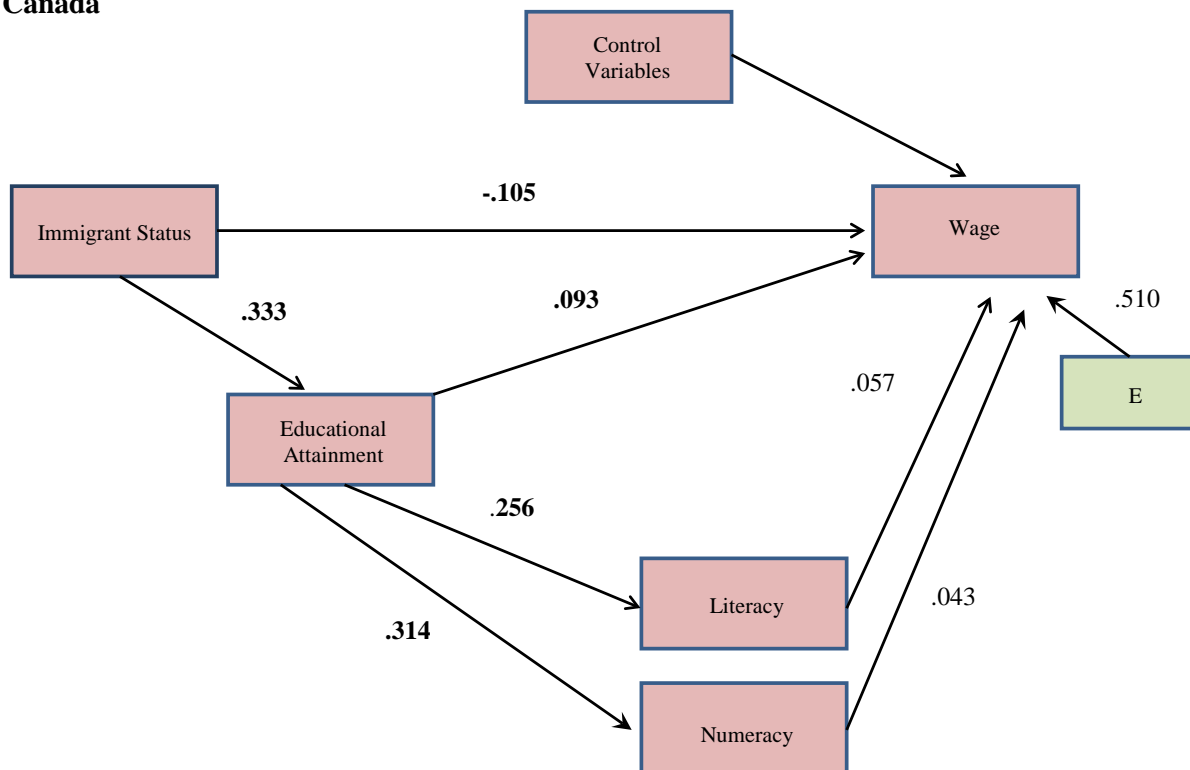 Canada
Control
Variables
-.105
Immigrant Status
Wage
.333
.093
.510
.057
E
Educational
Attainment
.256
.043
Literacy
.314
Numeracy